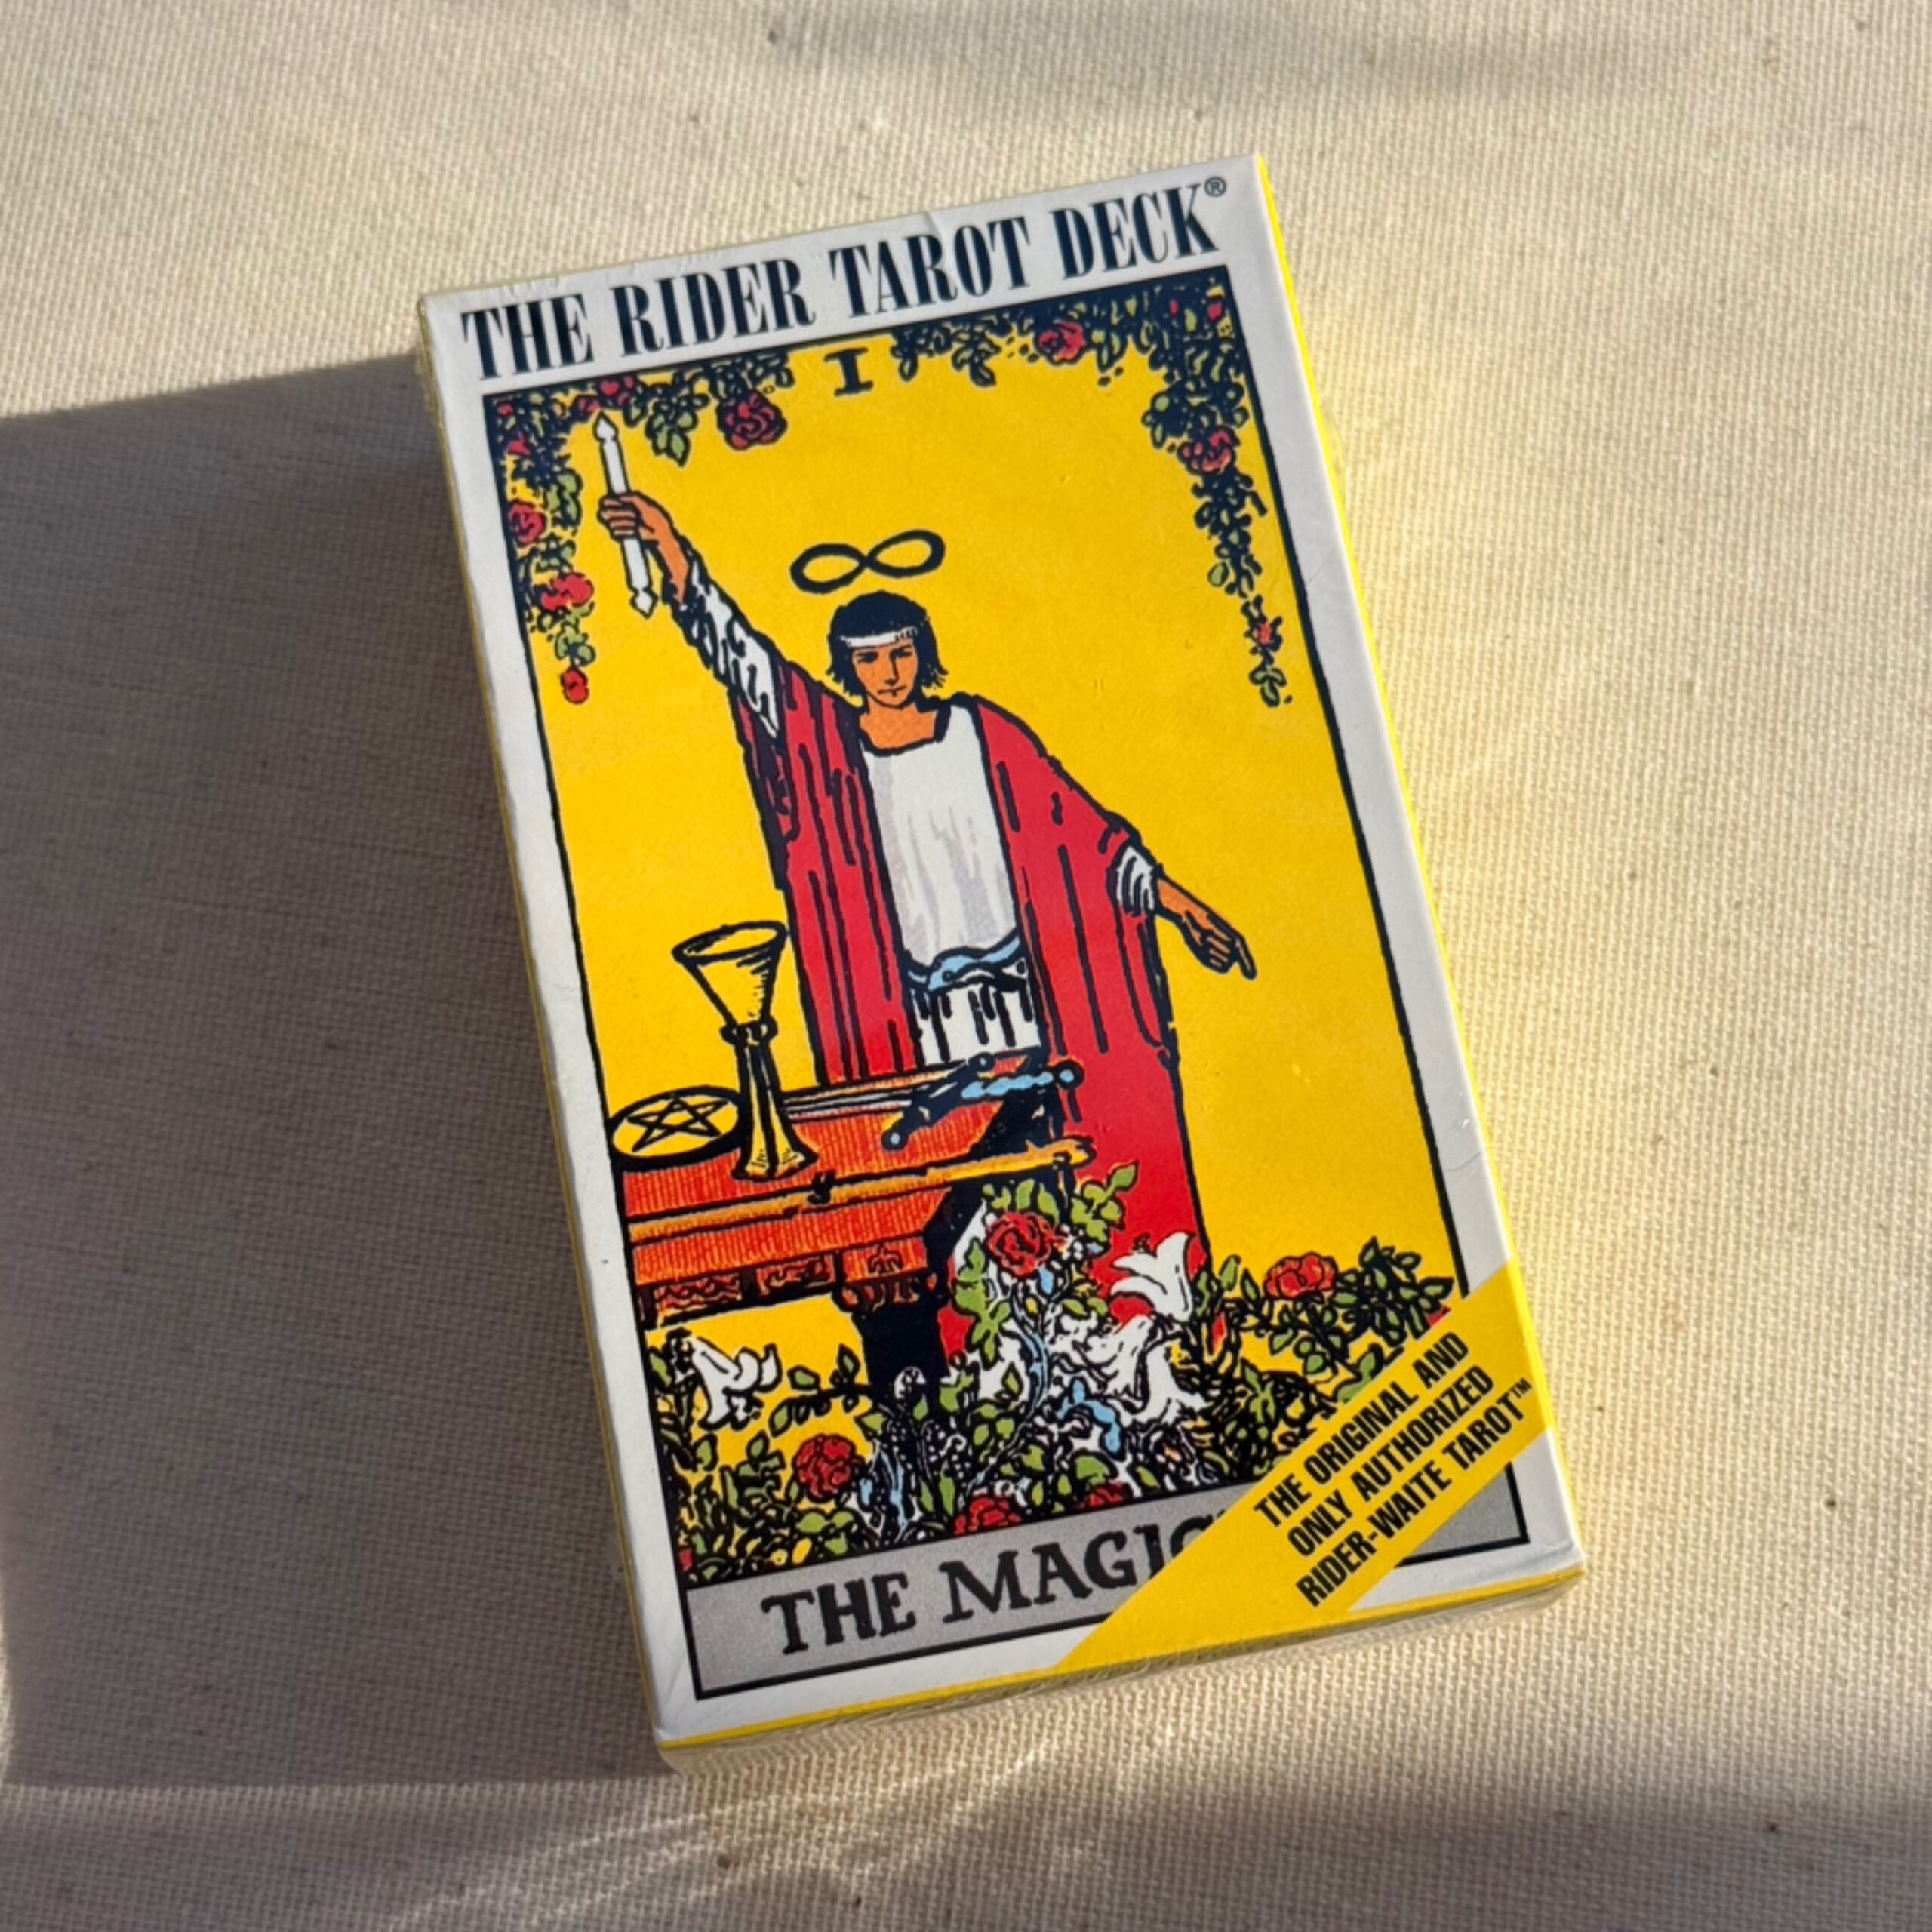 THE RIDER TAROT DECK®
I
THE MAGIC
THE ORIGINAL AND
ONLY AUTHORIZED
RIDER-WAITE TAROT™